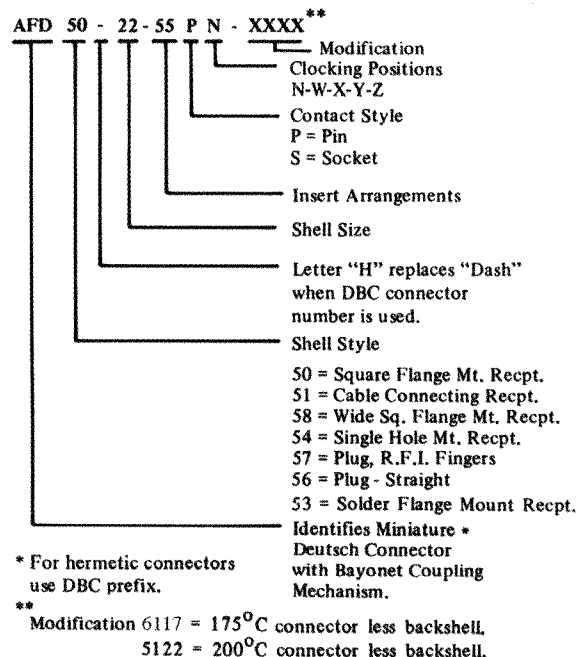 AFD 50 - 22 - 55 P N - XXXX**
Modification
Clocking Positions
N-W-X-Y-Z
Contact Style
P = Pin
S = Socket
Insert Arrangements
Shell Size
Letter “H” replaces “Dash”
when DBC connector
number is used.
Shell Style
50 = Square Flange Mt. Recpt.
51 = Cable Connecting Recpt.
58 = Wide Sq. Flange Mt. Recpt.
54 = Single Hole Mt. Recpt.
57 = Plug, R.F.I. Fingers
56 = Plug - Straight
53 = Solder Flange Mount Recpt.
Identifies Miniature *
Deutsch Connector
with Bayonet Coupling
Mechanism.
* For hermetic connectors
use DBC prefix.
**
Modification 6117 = 175°C connector less backshell.
5122 = 200°C connector less backshell.